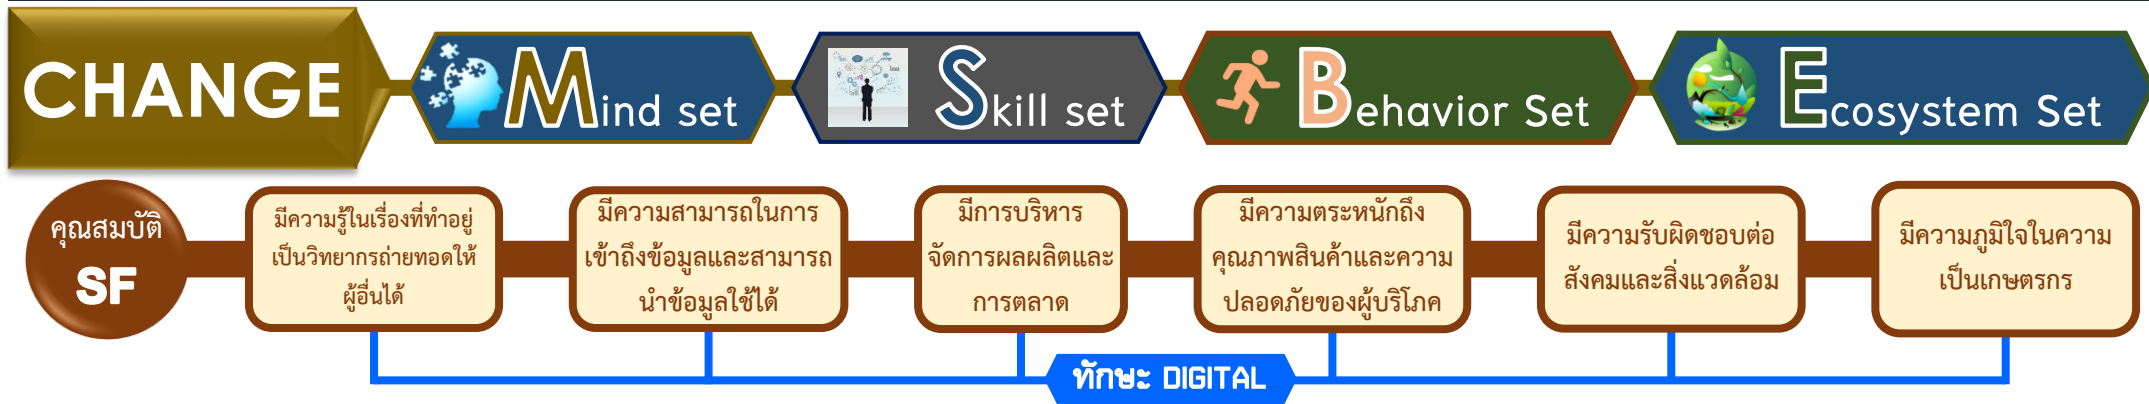 CHANGE
Mind set
Skill set
Behavior Set
Ecosystem Set
คุณสมบัติ
SF
มีความรู้ในเรื่องที่ทำอยู่
เป็นวิทยากรถ่ายทอดให้
ผู้อื่นได้
มีความสามารถในการ
เข้าถึงข้อมูลและสามารถ
นำข้อมูลใช้ได้
มีการบริหาร
จัดการผลผลิตและ
การตลาด
มีความตระหนักถึง
คุณภาพสินค้าและความ
ปลอดภัยของผู้บริโภค
มีความรับผิดชอบต่อ
สังคมและสิ่งแวดล้อม
มีความภูมิใจในความ
เป็นเกษตรกร
ทักษะ DIGITAL